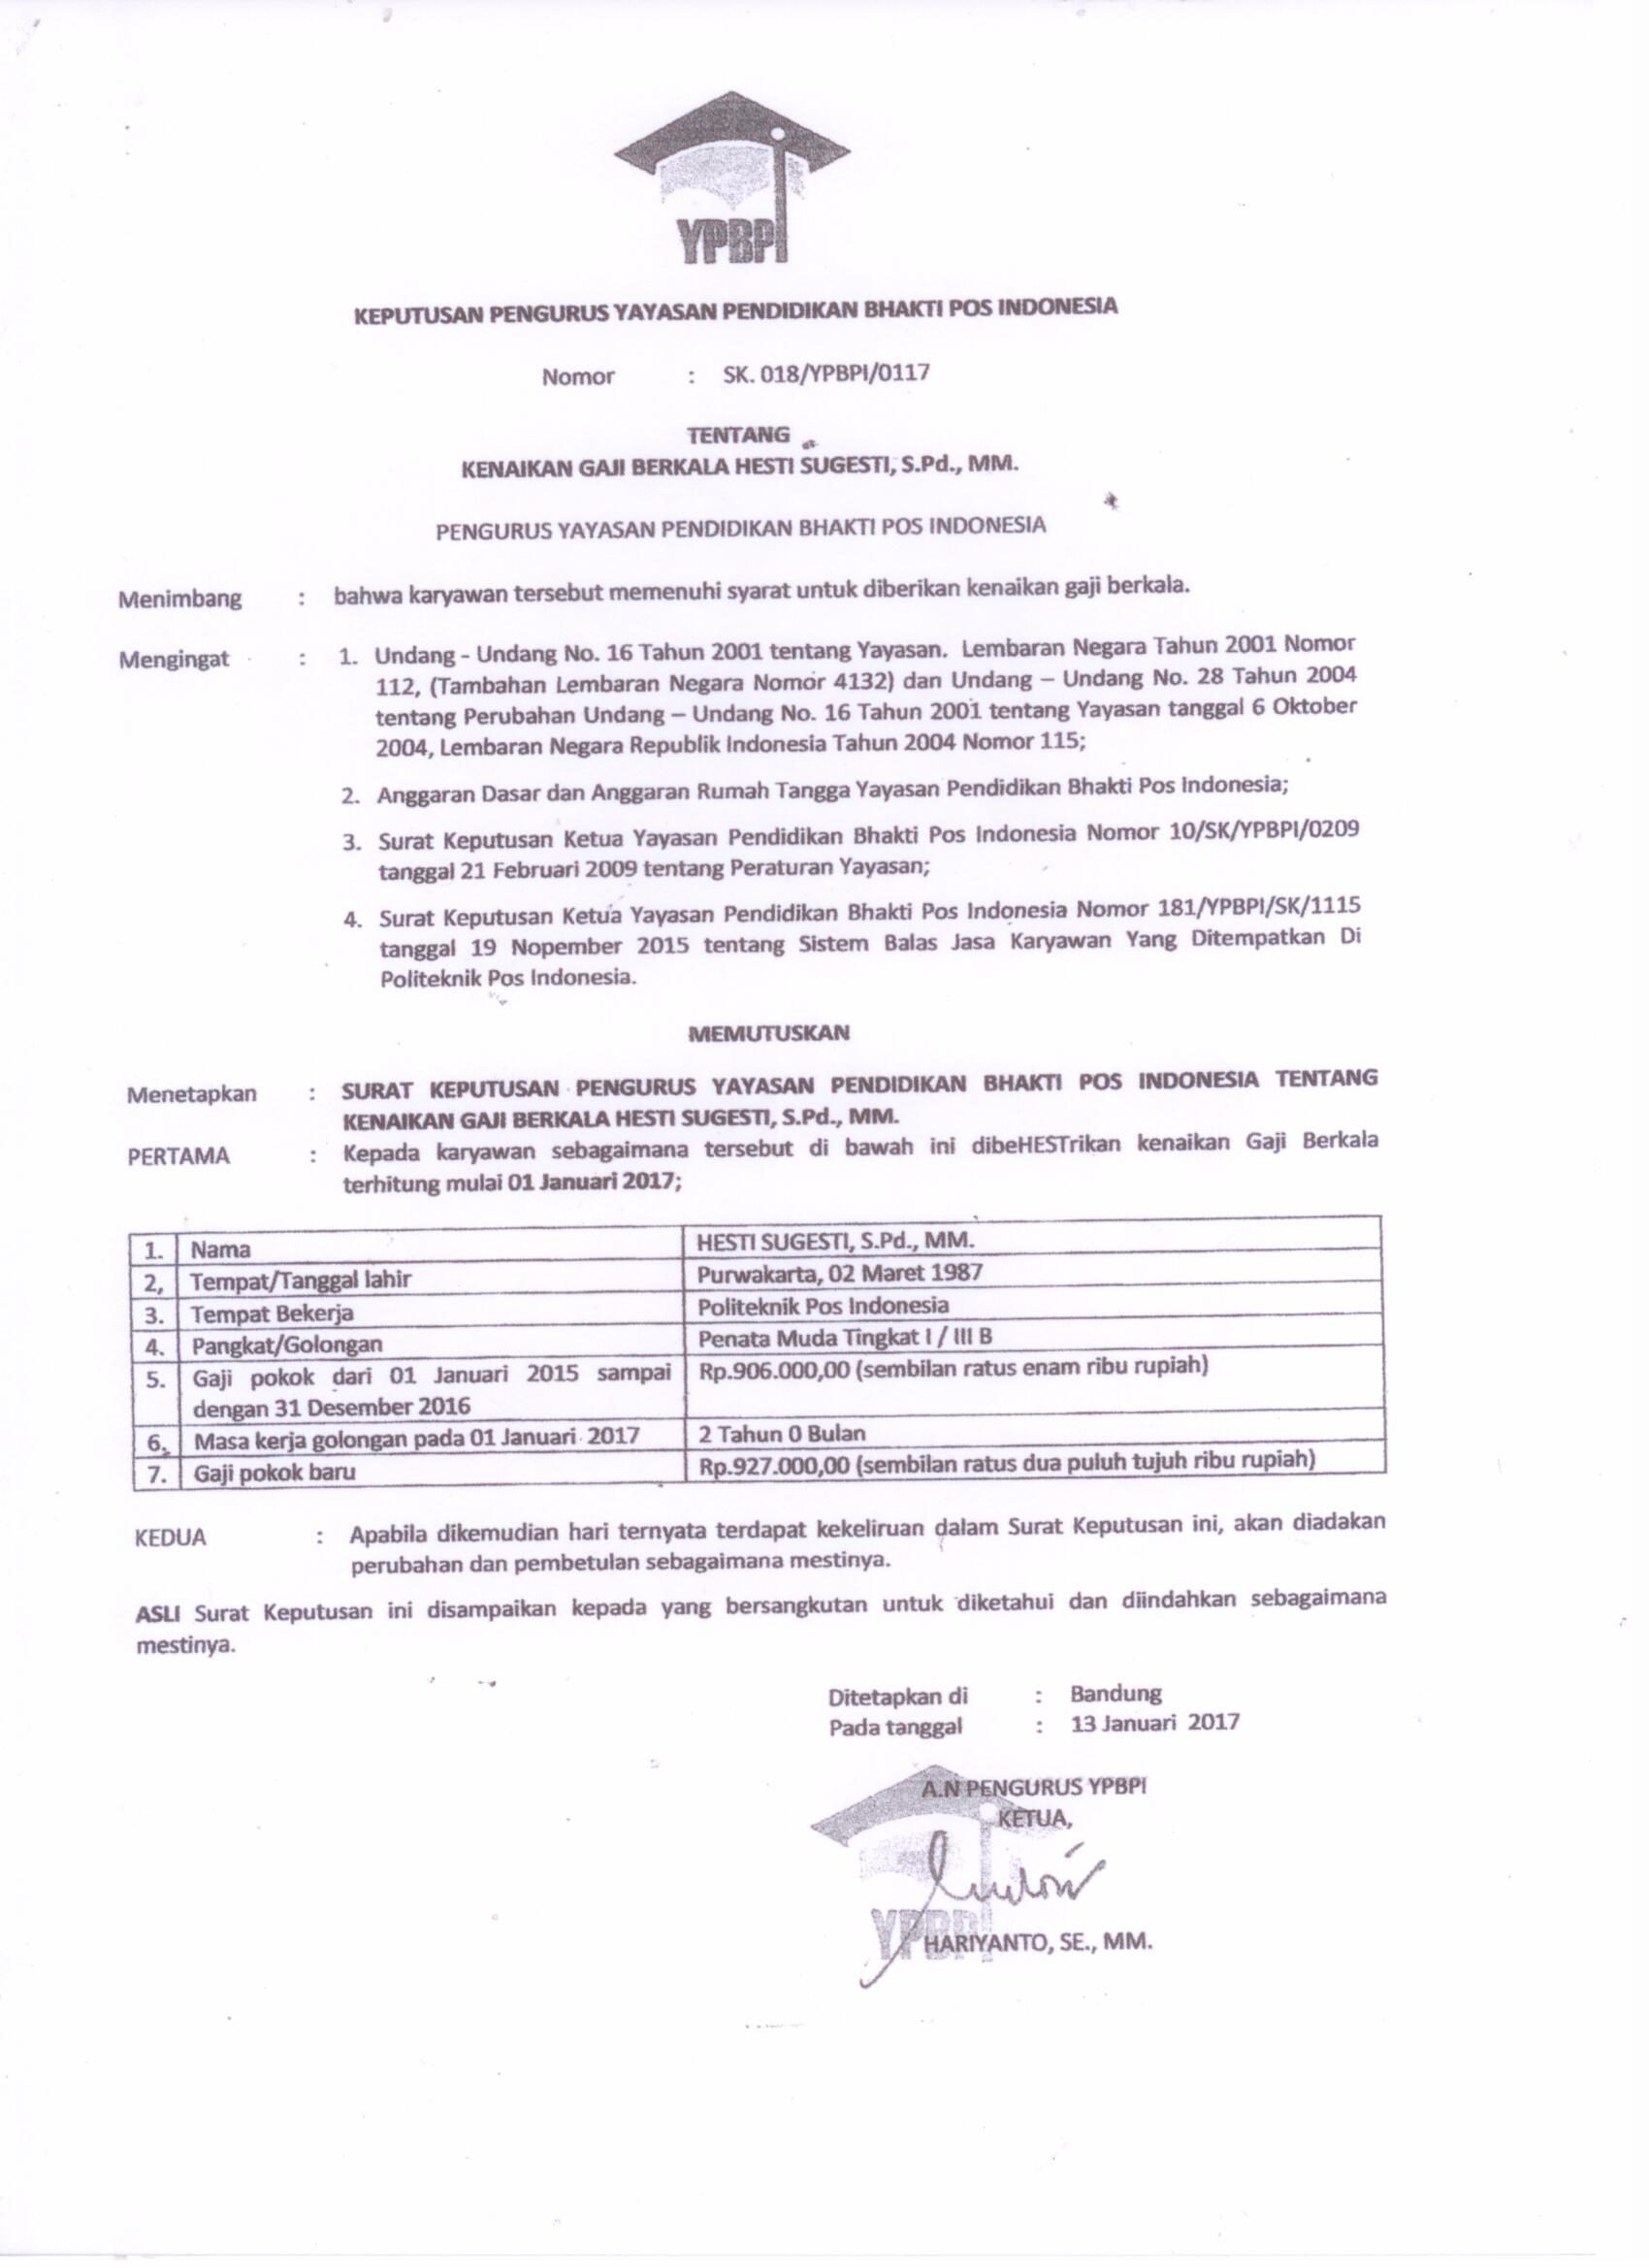 YPBPI
KEPUTUSAN PENGURUS YAYASAN PENDIDIKAN BHAKTI POS INDONESIA
Nomor : SK. 018/YPBPI/0117
TENTANG
KENAIKAN GAJI BERKALA HESTI SUGESTI, S.Pd., MM.
PENGURUS YAYASAN PENDIDIKAN BHAKTI POS INDONESIA
Menimbang : bahwa karyawan tersebut memenuhi syarat untuk diberikan kenaikan gaji berkala.
Mengingat : 1. Undang - Undang No. 16 Tahun 2001 tentang Yayasan. Lembaran Negara Tahun 2001 Nomor
112, (Tambahan Lembaran Negara Nomor 4132) dan Undang – Undang No. 28 Tahun 2004
tentang Perubahan Undang – Undang No. 16 Tahun 2001 tentang Yayasan tanggal 6 Oktober
2004, Lembaran Negara Republik Indonesia Tahun 2004 Nomor 115;
2. Anggaran Dasar dan Anggaran Rumah Tangga Yayasan Pendidikan Bhakti Pos Indonesia;
3. Surat Keputusan Ketua Yayasan Pendidikan Bhakti Pos Indonesia Nomor 10/SK/YPBPI/0209
tanggal 21 Februari 2009 tentang Peraturan Yayasan;
4. Surat Keputusan Ketua Yayasan Pendidikan Bhakti Pos Indonesia Nomor 181/YPBPI/SK/1115
tanggal 19 Nopember 2015 tentang Sistem Balas Jasa Karyawan Yang Ditempatkan Di
Politeknik Pos Indonesia.
MEMUTUSKAN
Menetapkan : SURAT KEPUTUSAN PENGURUS YAYASAN PENDIDIKAN BHAKTI POS INDONESIA TENTANG
KENAIKAN GAJI BERKALA HESTI SUGESTI, S.Pd., MM.
PERTAMA : Kepada karyawan sebagaimana tersebut di bawah ini dibeHESTrikan kenaikan Gaji Berkala
terhitung mulai 01 Januari 2017;
1. Nama HESTI SUGESTI, S.Pd., MM.
2, Tempat/Tanggal lahir Purwakarta, 02 Maret 1987
3. Tempat Bekerja Politeknik Pos Indonesia
4. Pangkat/Golongan Penata Muda Tingkat I / III B
5. Gaji pokok dari 01 Januari 2015 sampai Rp.906.000,00 (sembilan ratus enam ribu rupiah)
dengan 31 Desember 2016
6. Masa kerja golongan pada 01 Januari 2017 2 Tahun 0 Bulan
7. Gaji pokok baru Rp.927.000,00 (sembilan ratus dua puluh tujuh ribu rupiah)
KEDUA : Apabila dikemudian hari ternyata terdapat kekeliruan dalam Surat Keputusan ini, akan diadakan
perubahan dan pembetulan sebagaimana mestinya.
ASLI Surat Keputusan ini disampaikan kepada yang bersangkutan untuk diketahui dan diindahkan sebagaimana
mestinya.
Ditetapkan di : Bandung
Pada tanggal : 13 Januari 2017
A.N PENGURUS YPBPI
KETUA,
YPBPI
HARIYANTO, SE., MM.